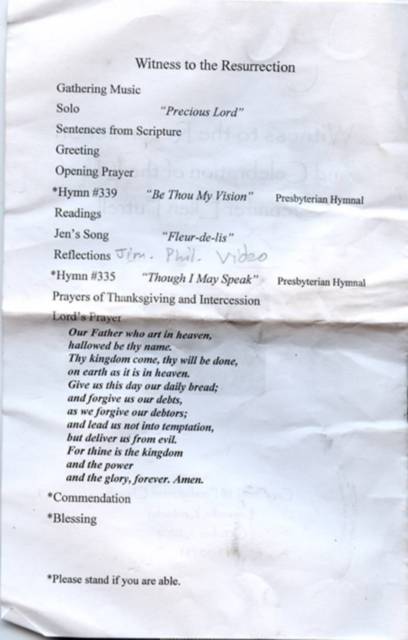 Witness to the Resurrection
Gathering Music
Solo "Precious Lord"
Sentences from Scripture
Greeting
Opening Prayer
*Hymn #339 "Be Thou My Vision" Presbyterian Hymnal
Readings
Jen's Song "Fleur-de-lis"
Reflections Jim. Phil. Video
*Hymn #335 "Though I May Speak" Presbyterian Hymnal
Prayers of Thanksgiving and Intercession
Lord's Prayer
Our Father who art in heaven,
hallowed be thy name.
Thy kingdom come, thy will be done,
on earth as it is in heaven.
Give us this day our daily bread;
and forgive us our debts,
as we forgive our debtors;
and lead us not into temptation,
but deliver us from evil.
For thine is the kingdom
and the power
and the glory, forever. Amen.
*Commendation
*Blessing
*Please stand if you are able.